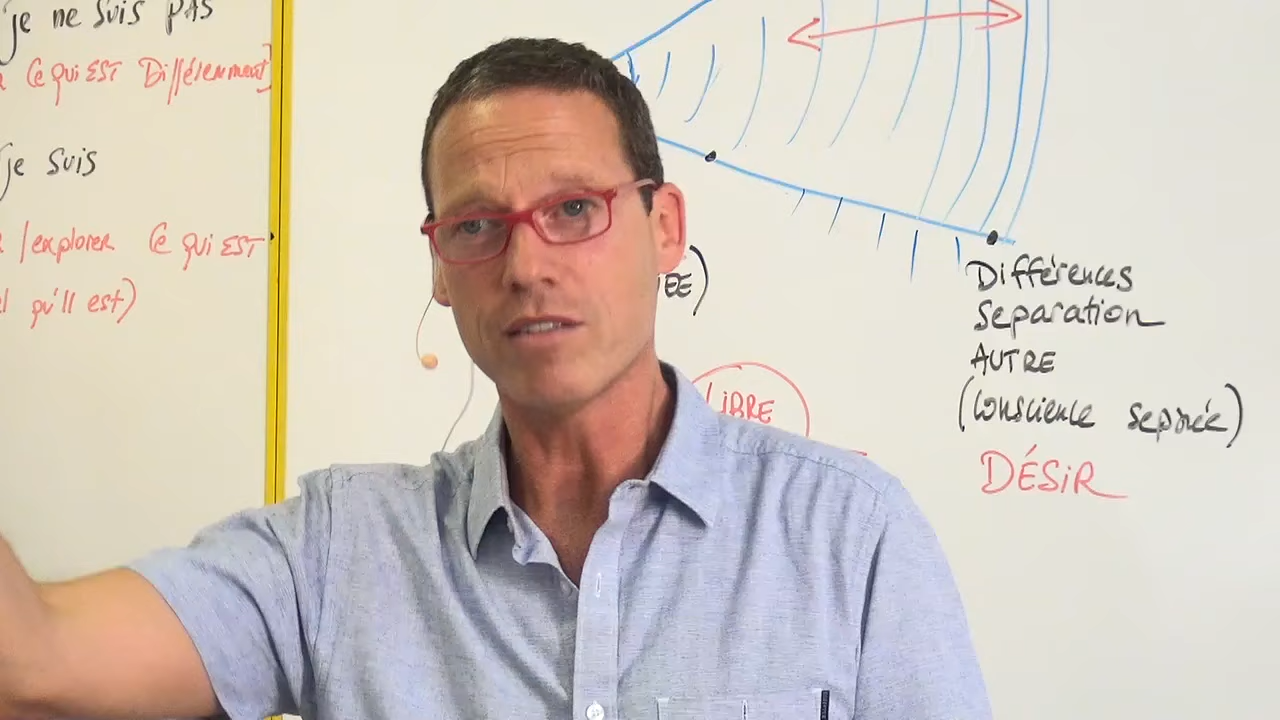 je ne suis PAS
Ce qui EST Différemment]
je suis
/explorer Ce qui EST
qu'il est)
EE)
LIBRE
Différences
Separation
AUTRE
(Conscience séparée)
DÉSIR